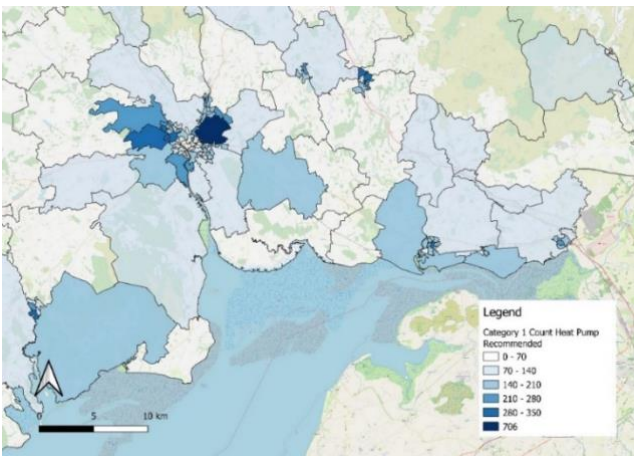 Legend
Category 1 Count Heat Pump
Recommended
0 - 70
70 - 140
140 - 210
210 - 280
280 - 350
706
0 5 10 km